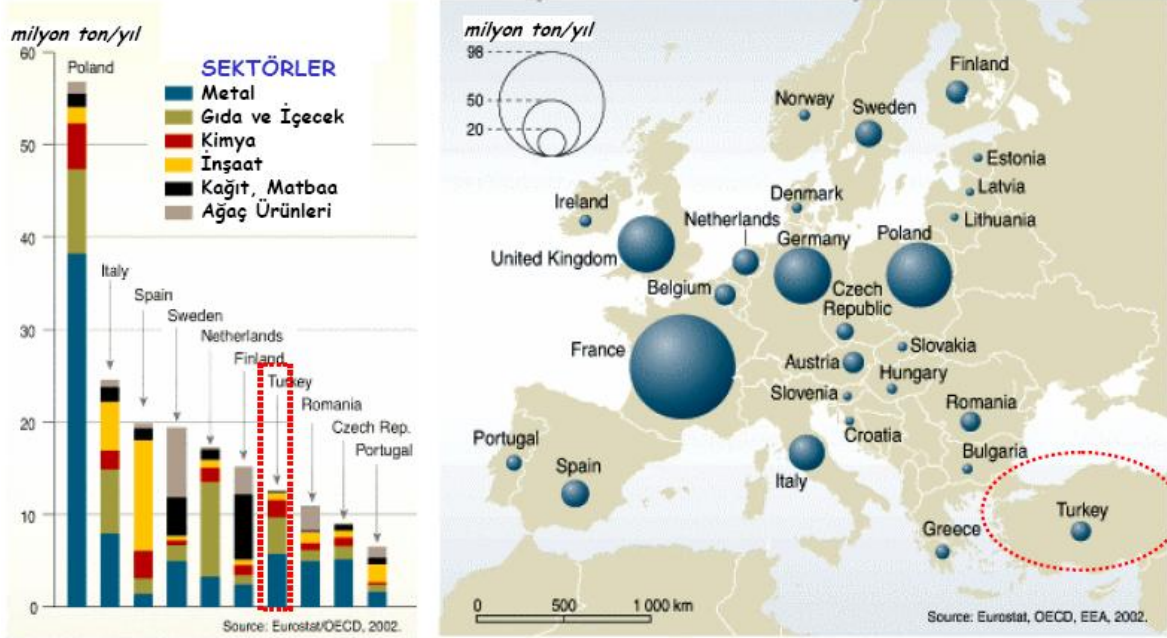 milyon ton/yıl
60
50
40
30
20
10
0
Poland
SEKTÖRLER
Metal
Gıda ve İçecek
Kimya
İnşaat
Kağıt, Matbaa
Ağaç Ürünleri
Italy
Spain
Sweden
Netherlands
Finland
Turkey
Romania
Czech Rep.
Portugal
Source: Eurostat/OECD, 2002.
milyon ton/yıl
98
50
20
Finland
Norway
Sweden
Estonia
Latvia
Lithuania
Denmark
Ireland
Netherlands
United Kingdom
Germany
Poland
Belgium
Czech
Republic
France
Slovakia
Austria
Hungary
Slovenia
Romania
Croatia
Bulgaria
Portugal
Spain
Italy
Turkey
Greece
0
500
1 000 km
Source: Eurostat, OECD, EEA, 2002.